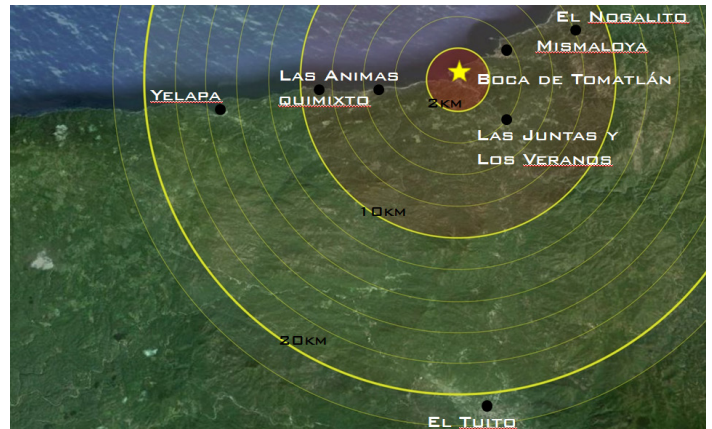 El Nogalito
Mismaloya
Las Animas
Boca de Tomatlán
Yelapa
quimixto
2km
Las Juntas y
Los Veranos
10km
20km
El Tuito